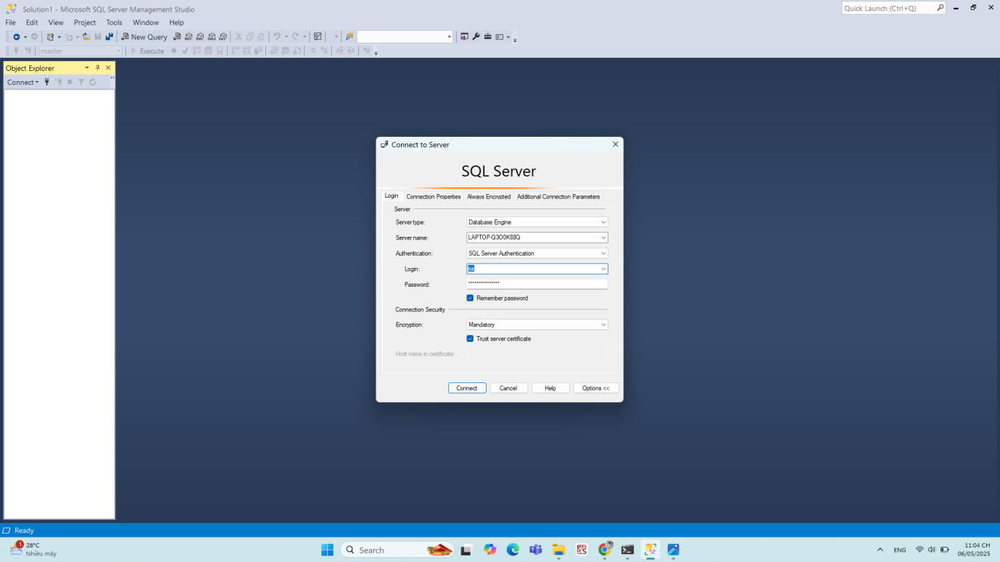 Solution1 - Microsoft SQL Server Management Studio
Quick Launch (Ctrl+Q)
File Edit View Project Tools Window Help
New Query
master Execute
Object Explorer
Connect
Connect to Server
SQL Server
Login Connection Properties Always Encrypted Additional Connection Parameters
Server
Server type: Database Engine
Server name: LAPTOP-Q3O0K88Q
Authentication: SQL Server Authentication
Login: sa
Password: ***************
Remember password
Connection Security
Encryption: Mandatory
Trust server certificate
Host name in certificate:
Connect Cancel Help Options <<
Ready
1
28°C
Nhiều mây
Search
ENG
11:04 CH
06/05/2025